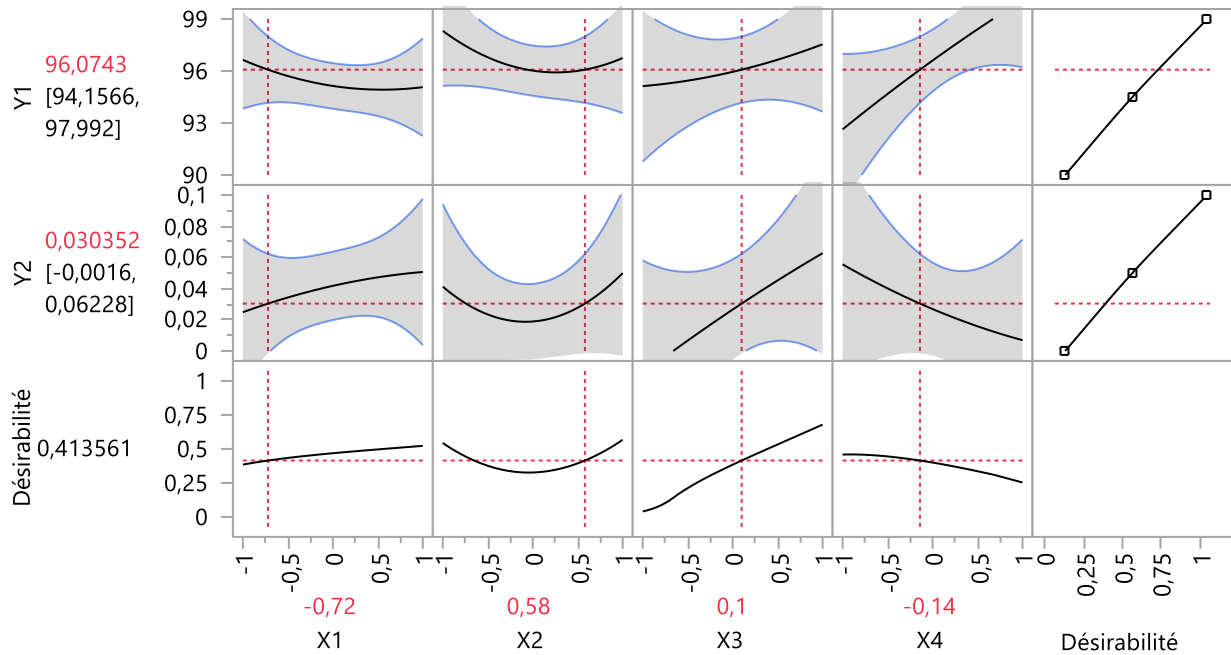 99
96
93
90
Y1
96,0743
[94,1566,
97,992]
0,1
0,08
0,06
0,04
0,02
0
Y2
0,030352
[-0,0016,
0,06228]
1
0,75
0,5
0,25
0
Désirabilité
0,413561
-1 -0,5 0 0,5 1
-1 -0,5 0 0,5 1
-1 -0,5 0 0,5 1
-1 -0,5 0 0,5 1
0 0,25 0,5 0,75 1
-0,72 0,58 0,1 -0,14
X1 X2 X3 X4 Désirabilité